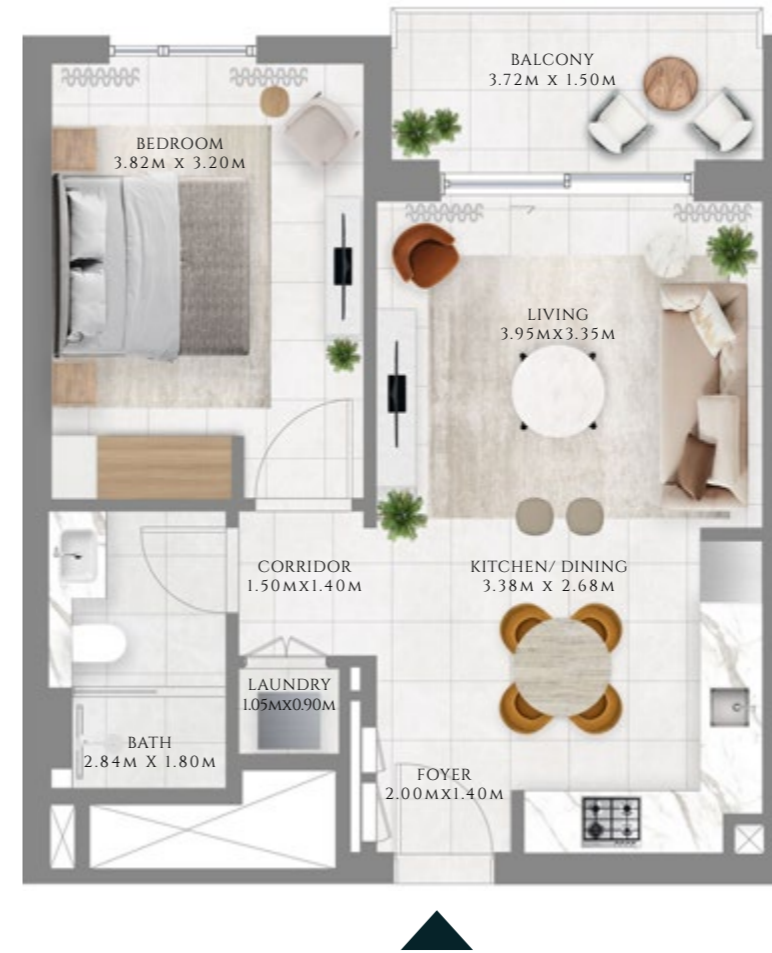 BALCONY
3.72M X 1.50M
BEDROOM
3.82M X 3.20M
LIVING
3.95MX3.35M
CORRIDOR
1.50MX1.40M
KITCHEN/ DINING
3.38M X 2.68M
LAUNDRY
1.05MX0.90M
BATH
2.84M X 1.80M
FOYER
2.00MX1.40M